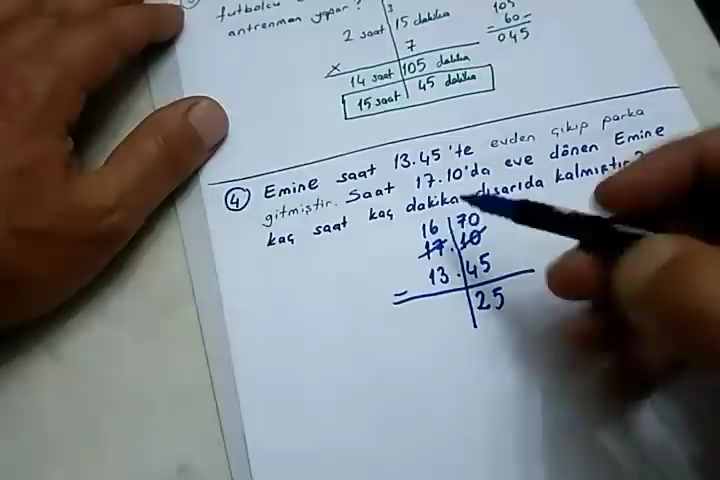 futbolcu
antrenman yapar?
3
2 saat 15 dakika
7
x
14 saat 105 dakika
15 saat 45 dakika
105
60
= 045
4 Emine saat 13.45'te evden çıkıp parka
gitmiştir. Saat 17.10'da eve dönen Emine
kaç saat kaç dakika dışarıda kalmıştır?
16 70
17.10
13.45
= 25